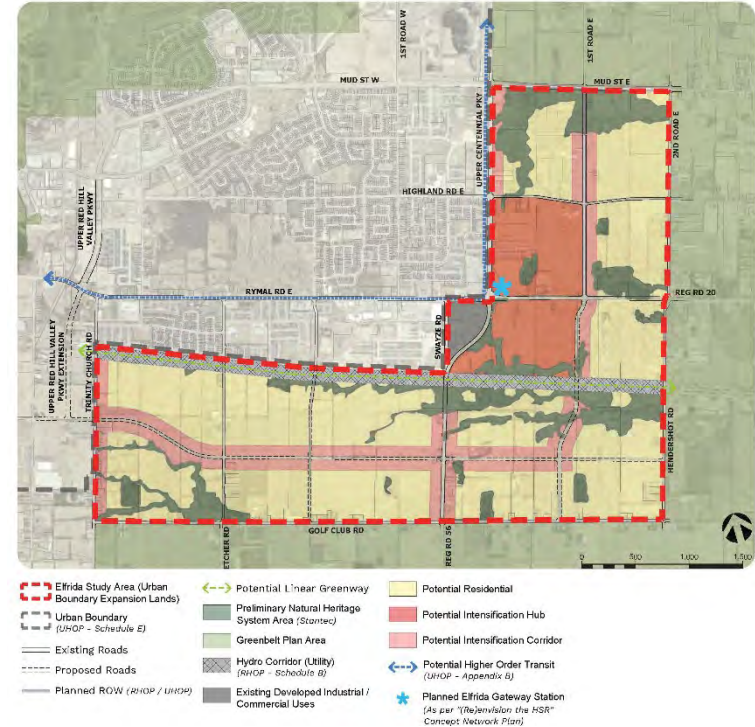 1ST ROAD W
1ST ROAD E
MUD ST W
MUD ST E
UPPER CENTENNIAL PKY
2ND ROAD E
HIGHLAND RD E
UPPER RED HILL
VALLEY PKWY
RYMAL RD E
REG RD 20
SWAYZE RD
TRINITY CHURCH RD
UPPER RED HILL VALLEY
PKWY EXTENSION
HENDERSHOT RD
GOLF CLUB RD
ETCHER RD
REG RD 56
0 500 1,000 1,500
Elfrida Study Area (Urban
Boundary Expansion Lands)
Urban Boundary
(UHOP - Schedule E)
Existing Roads
Proposed Roads
Planned ROW (RHOP / UHOP)
Potential Linear Greenway
Preliminary Natural Heritage
System Area (Stantec)
Greenbelt Plan Area
Hydro Corridor (Utility)
(RHOP - Schedule B)
Existing Developed Industrial /
Commercial Uses
Potential Residential
Potential Intensification Hub
Potential Intensification Corridor
Potential Higher Order Transit
(UHOP - Appendix B)
Planned Elfrida Gateway Station
(As per "(Re)envision the HSR"
Concept Network Plan)